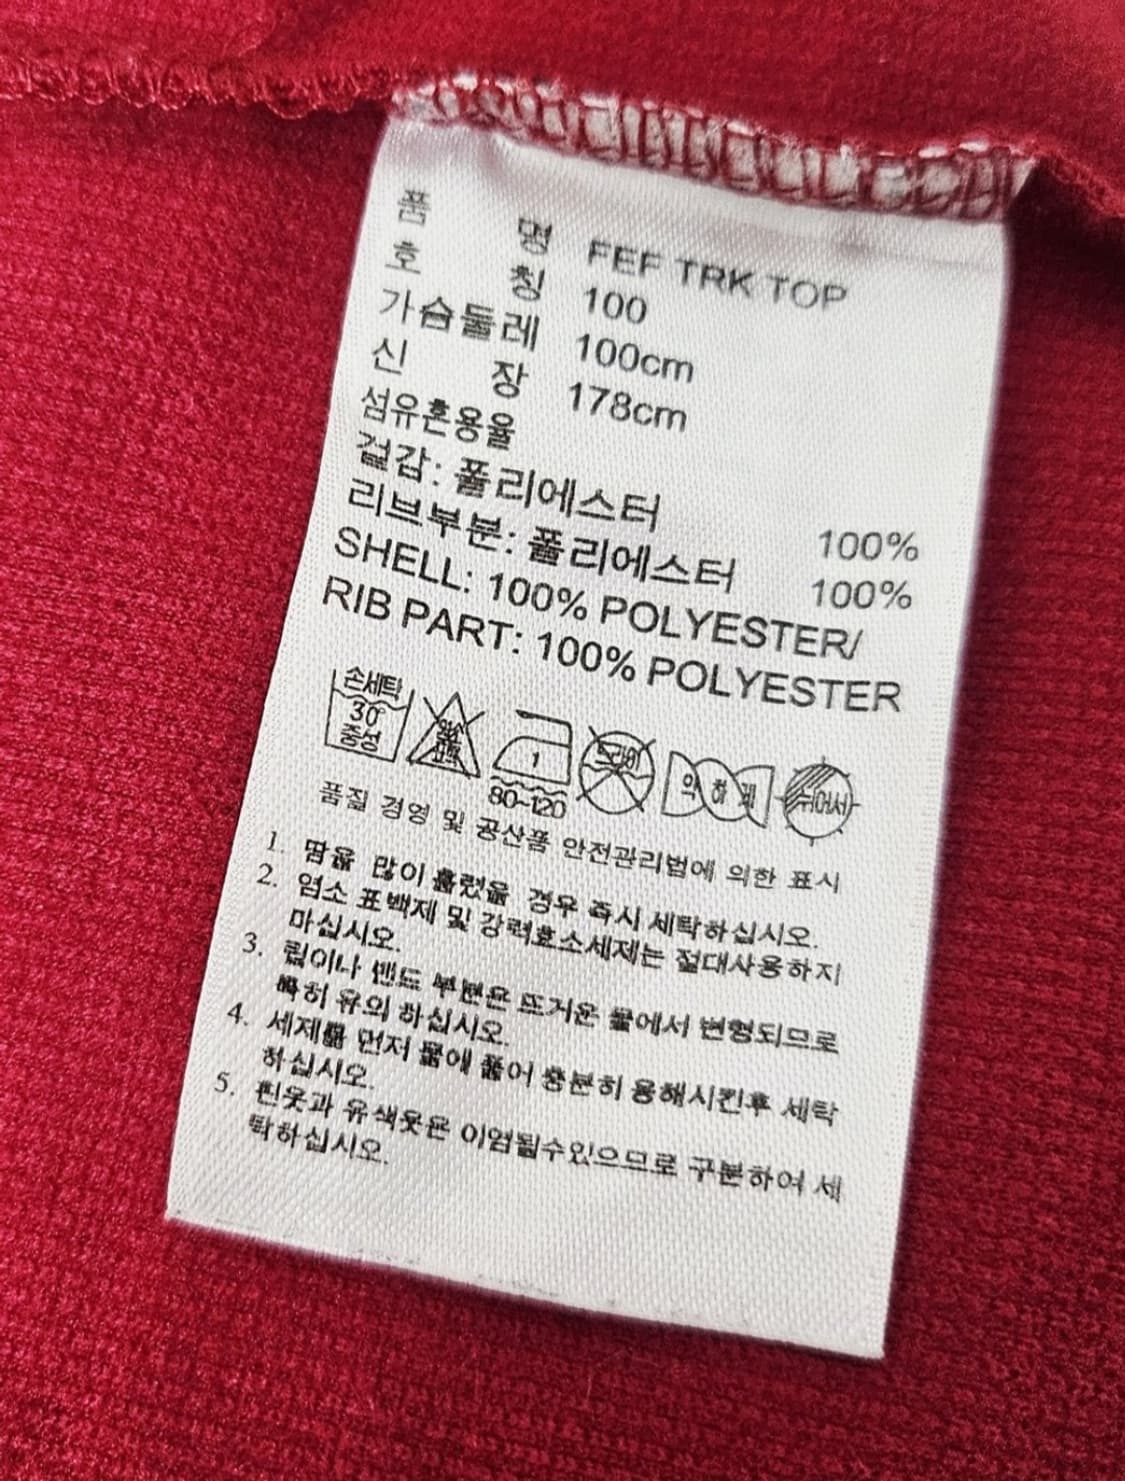 품 명 FEF TRK TOP
호 칭 100
가슴둘레 100cm
신 장 178cm
섬유혼용율
겉감: 폴리에스터 100%
리브부분: 폴리에스터 100%
SHELL: 100% POLYESTER/
RIB PART: 100% POLYESTER
손세탁
30°
중성
1
80~120
드라이
약하게
뉘어서
품질 경영 및 공산품 안전관리법에 의한 표시
1. 땀을 많이 흘렸을 경우 즉시 세탁하십시오.
2. 염소 표백제 및 강력효소세제는 절대사용하지
마십시오.
3. 립이나 밴드 부분은 뜨거운 물에서 변형되므로
특히 유의 하십시오.
4. 세제를 먼저 물에 풀어 충분히 용해시킨후 세탁
하십시오.
5. 흰옷과 유색옷은 이염될수있으므로 구분하여 세
탁하십시오.